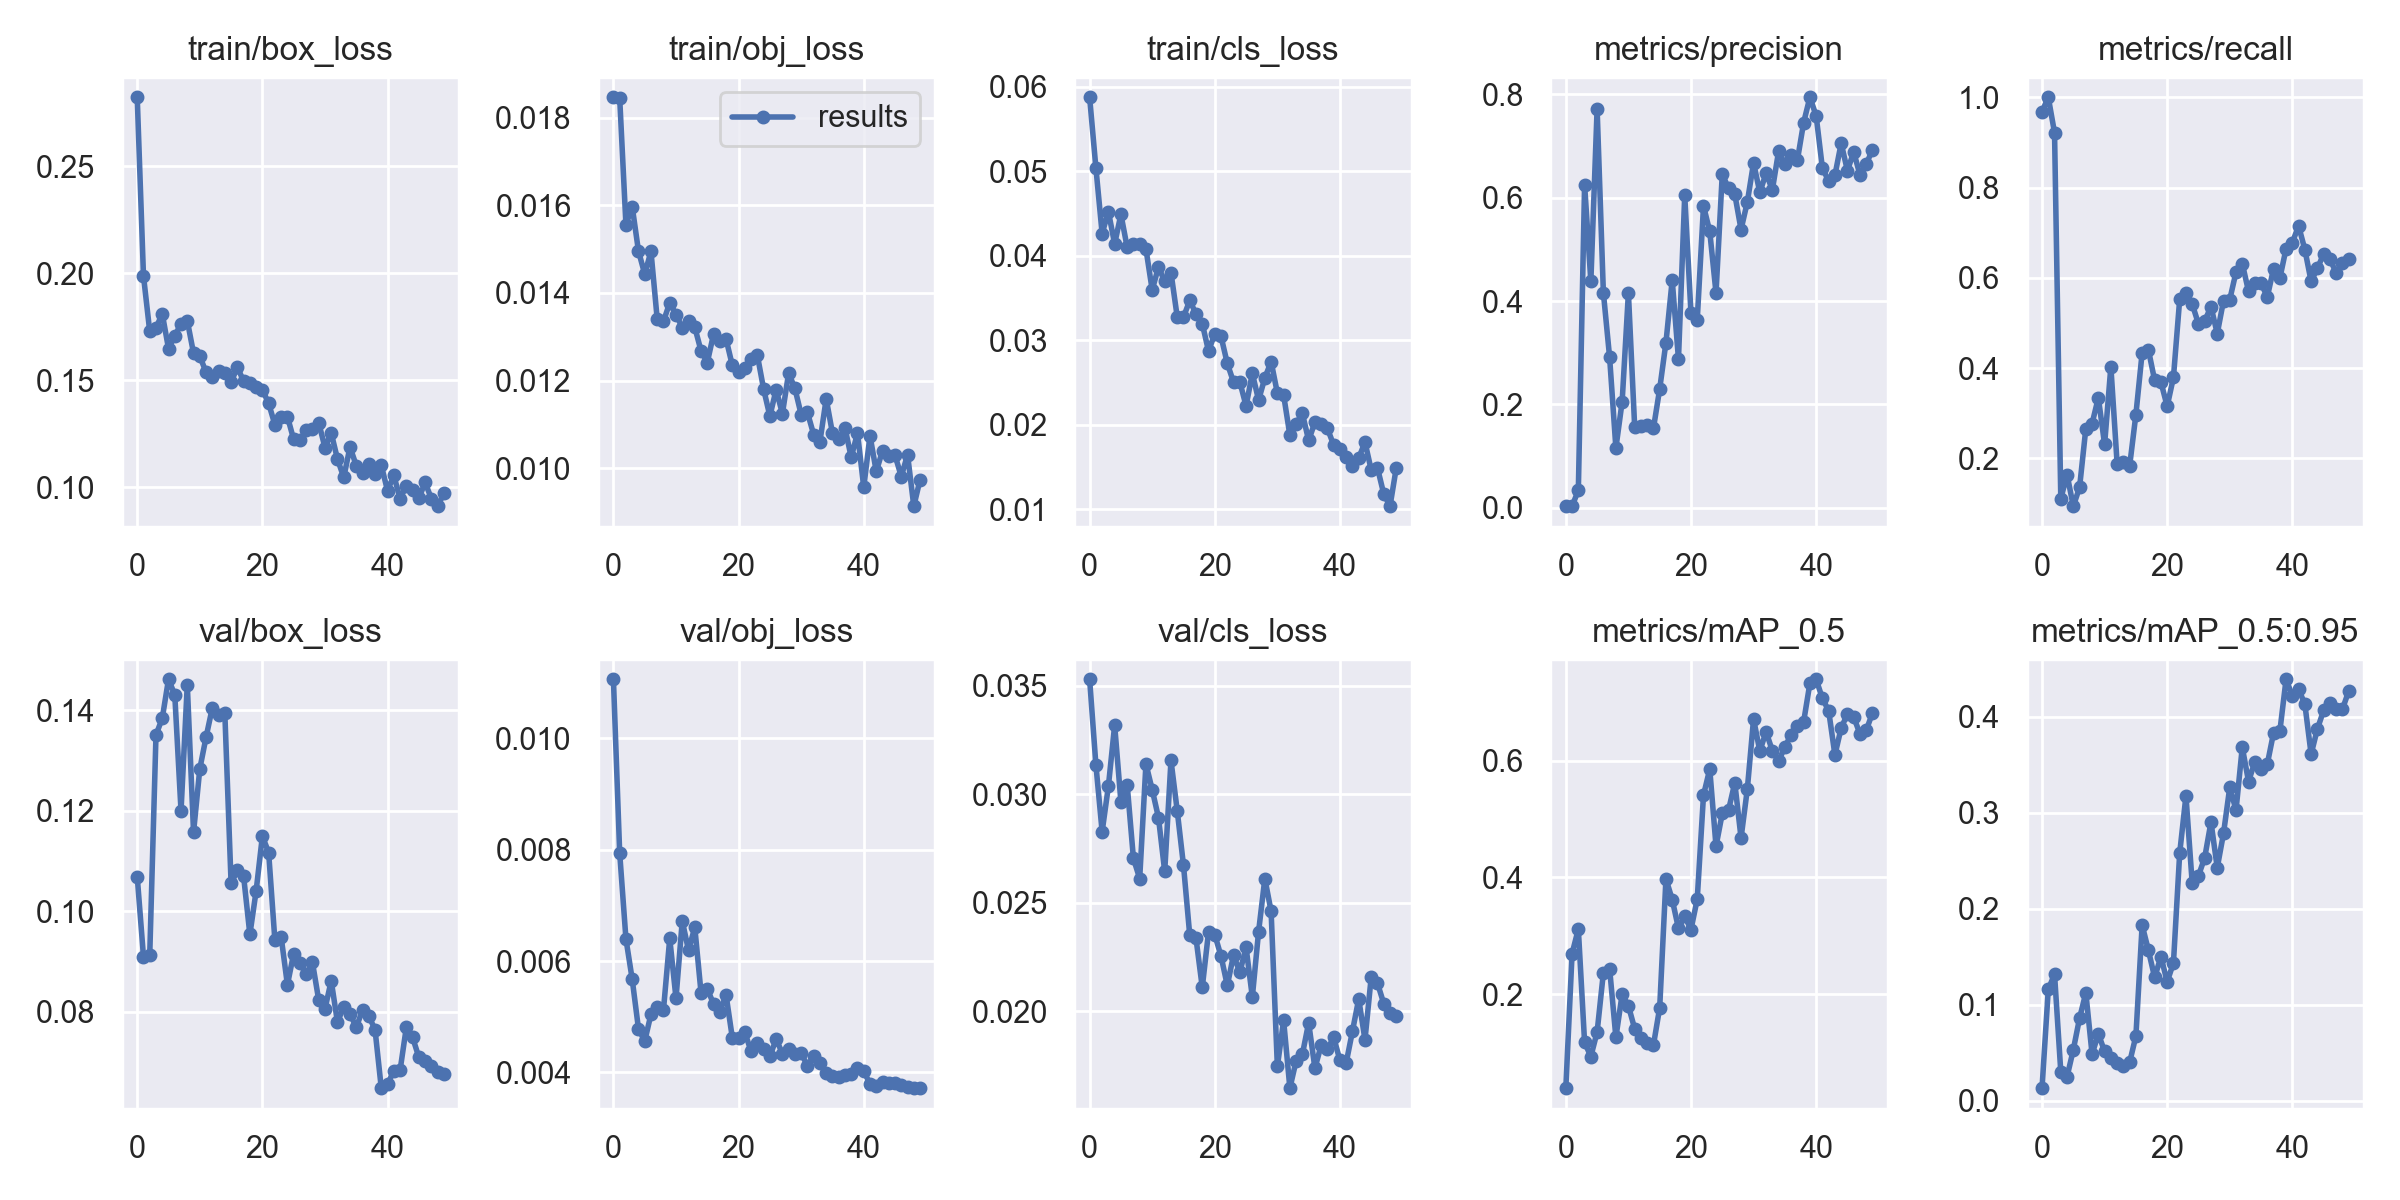 train/box_loss
0.25
0.20
0.15
0.10
0 20 40
train/obj_loss
results
0.018
0.016
0.014
0.012
0.010
0 20 40
train/cls_loss
0.06
0.05
0.04
0.03
0.02
0.01
0 20 40
metrics/precision
0.8
0.6
0.4
0.2
0.0
0 20 40
metrics/recall
1.0
0.8
0.6
0.4
0.2
0 20 40
val/box_loss
0.14
0.12
0.10
0.08
0 20 40
val/obj_loss
0.010
0.008
0.006
0.004
0 20 40
val/cls_loss
0.035
0.030
0.025
0.020
0 20 40
metrics/mAP_0.5
0.6
0.4
0.2
0 20 40
metrics/mAP_0.5:0.95
0.4
0.3
0.2
0.1
0.0
0 20 40